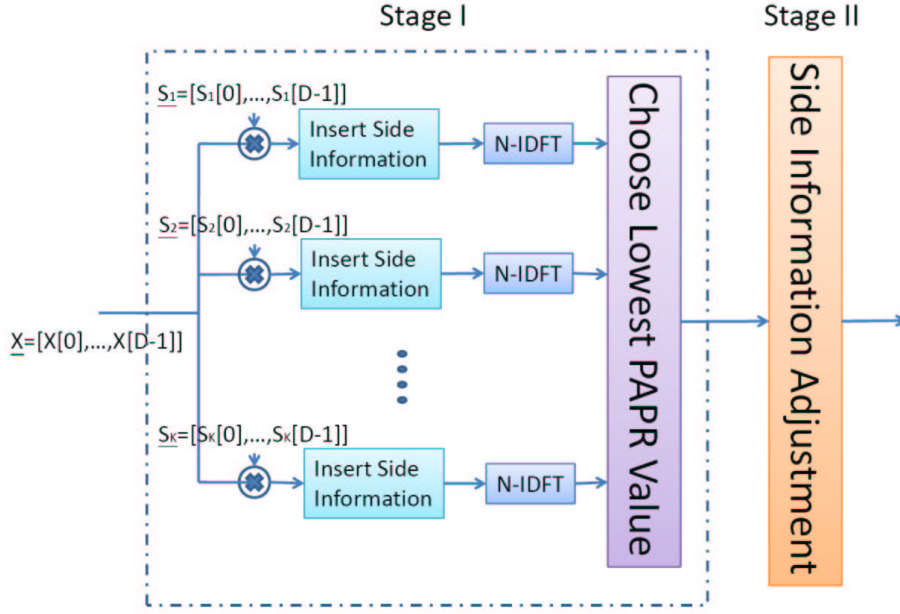 Stage I
Stage II
S1=[S1[0],...,S1[D-1]]
Insert Side
Information
N-IDFT
S2=[S2[0],...,S2[D-1]]
Insert Side
Information
N-IDFT
X=[X[0],...,X[D-1]]
SK=[SK[0],...,SK[D-1]]
Insert Side
Information
N-IDFT
Choose Lowest PAPR Value
Side Information Adjustment